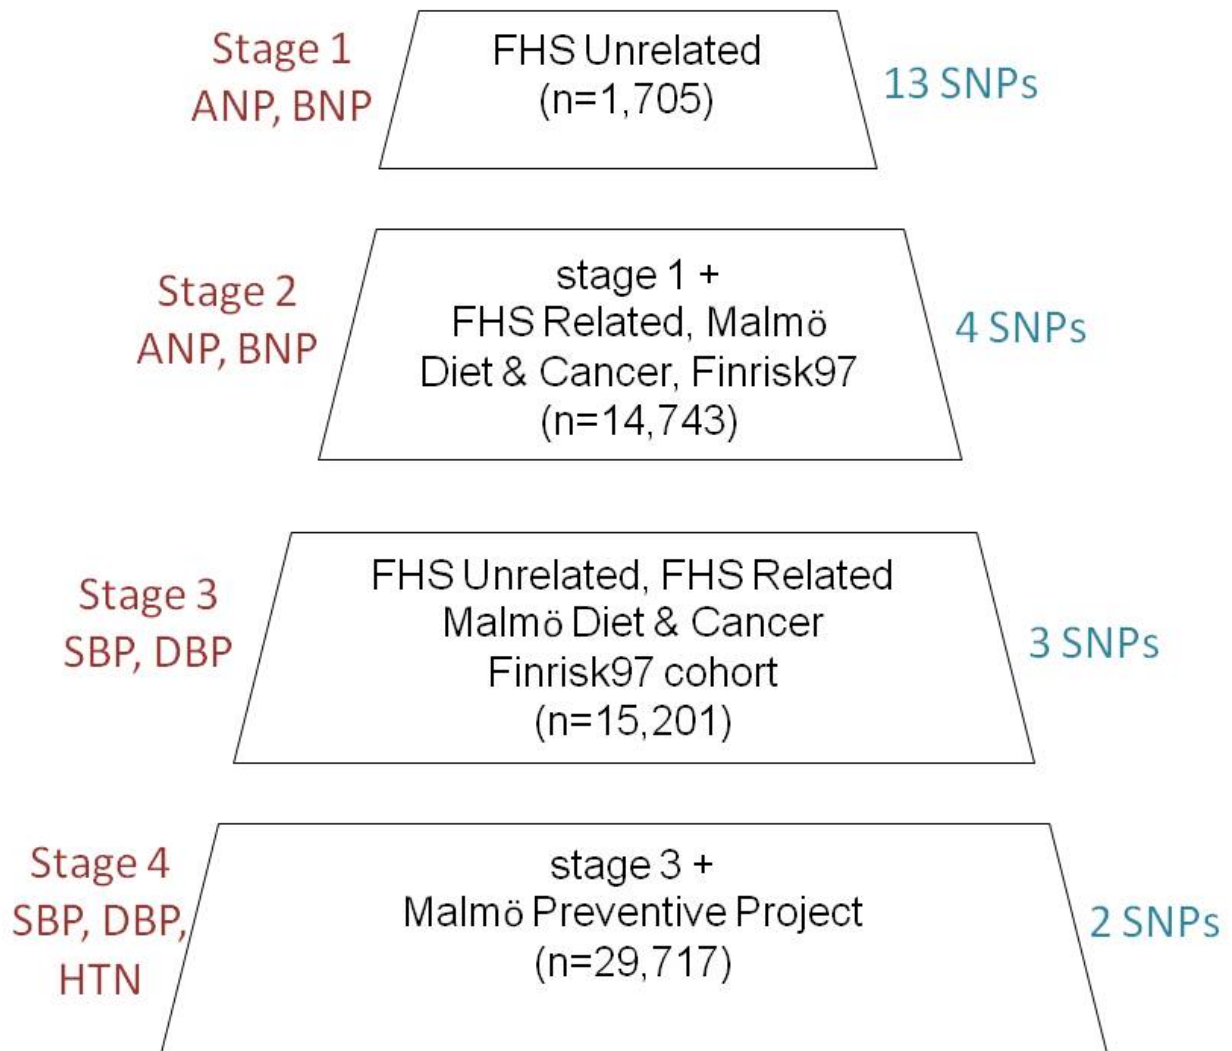 Stage 1
ANP, BNP
FHS Unrelated
(n=1,705)
13 SNPs
Stage 2
ANP, BNP
stage 1 +
FHS Related, Malmö
Diet & Cancer, Finrisk97
(n=14,743)
4 SNPs
Stage 3
SBP, DBP
FHS Unrelated, FHS Related
Malmö Diet & Cancer
Finrisk97 cohort
(n=15,201)
3 SNPs
Stage 4
SBP, DBP,
HTN
stage 3 +
Malmö Preventive Project
(n=29,717)
2 SNPs